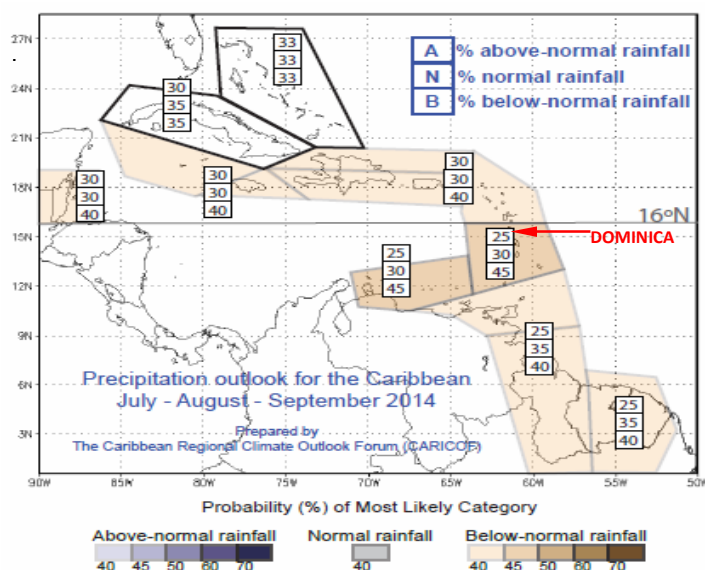 27N
24N
21N
18N
15N
12N
9N
6N
3N
90W 85W 80W 75W 70W 65W 60W 55W 50W
A % above-normal rainfall
N % normal rainfall
B % below-normal rainfall
33
33
33
30
35
35
30
30
40
30
30
40
30
30
40
16ºN
DOMINICA
25
30
45
25
30
45
25
35
40
25
35
40
Precipitation outlook for the Caribbean
July - August - September 2014
Prepared by
The Caribbean Regional Climate Outlook Forum (CARICOF)
Probability (%) of Most Likely Category
Above-normal rainfall Normal rainfall Below-normal rainfall
40 45 50 60 70 40 40 45 50 60 70